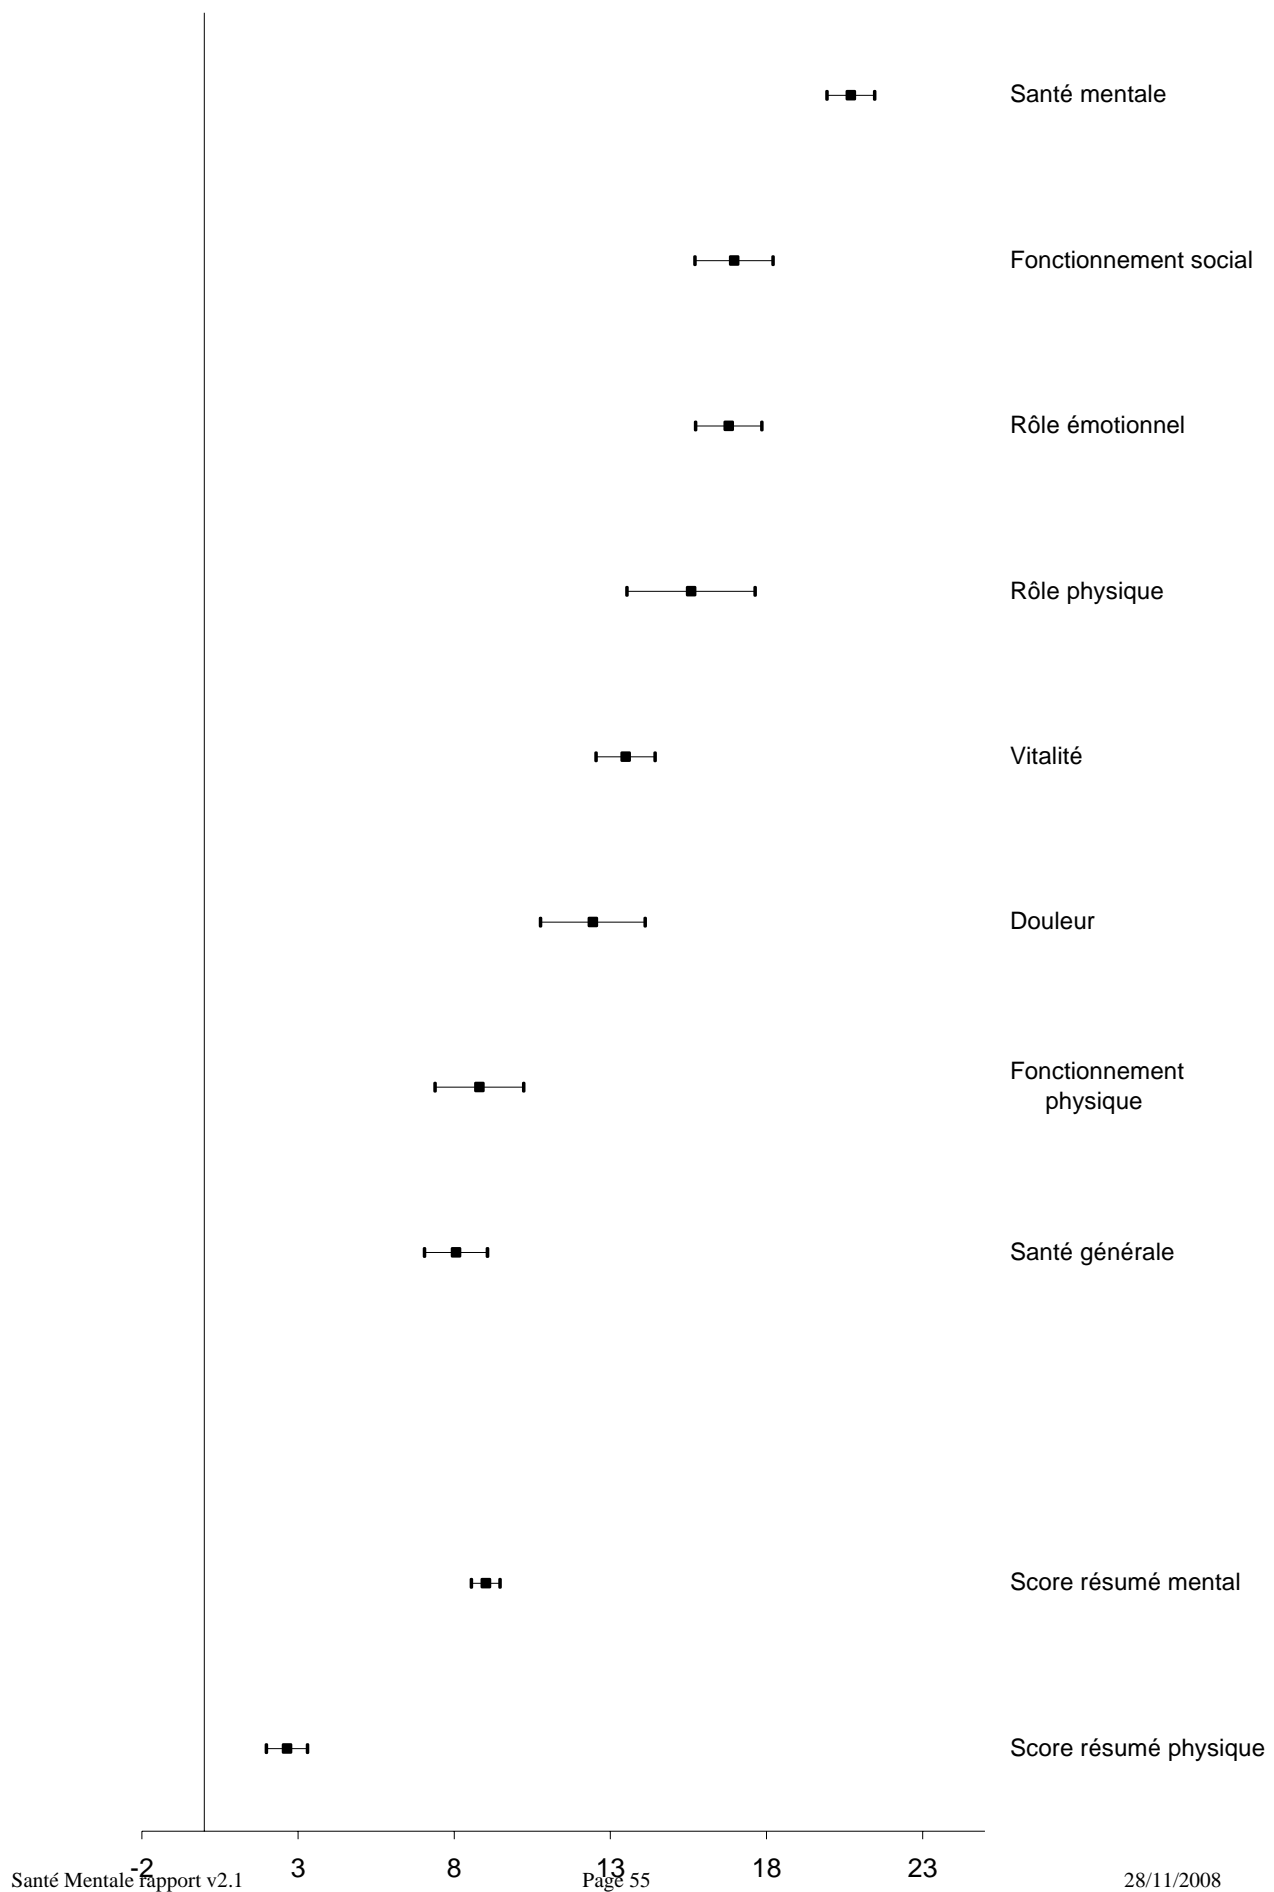 Santé mentale
Fonctionnement social
Rôle émotionnel
Rôle physique
Vitalité
Douleur
Fonctionnement
physique
Santé générale
Score résumé mental
Score résumé physique
-2 3 8 13 18 23
Santé Mentale rapport v2.1 Page 55 28/11/2008